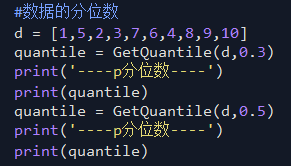 #数据的分位数
d = [1,5,2,3,7,6,4,8,9,10]
quantile = GetQuantile(d,0.3)
print('----p分位数----')
print(quantile)
quantile = GetQuantile(d,0.5)
print('----p分位数----')
print(quantile)